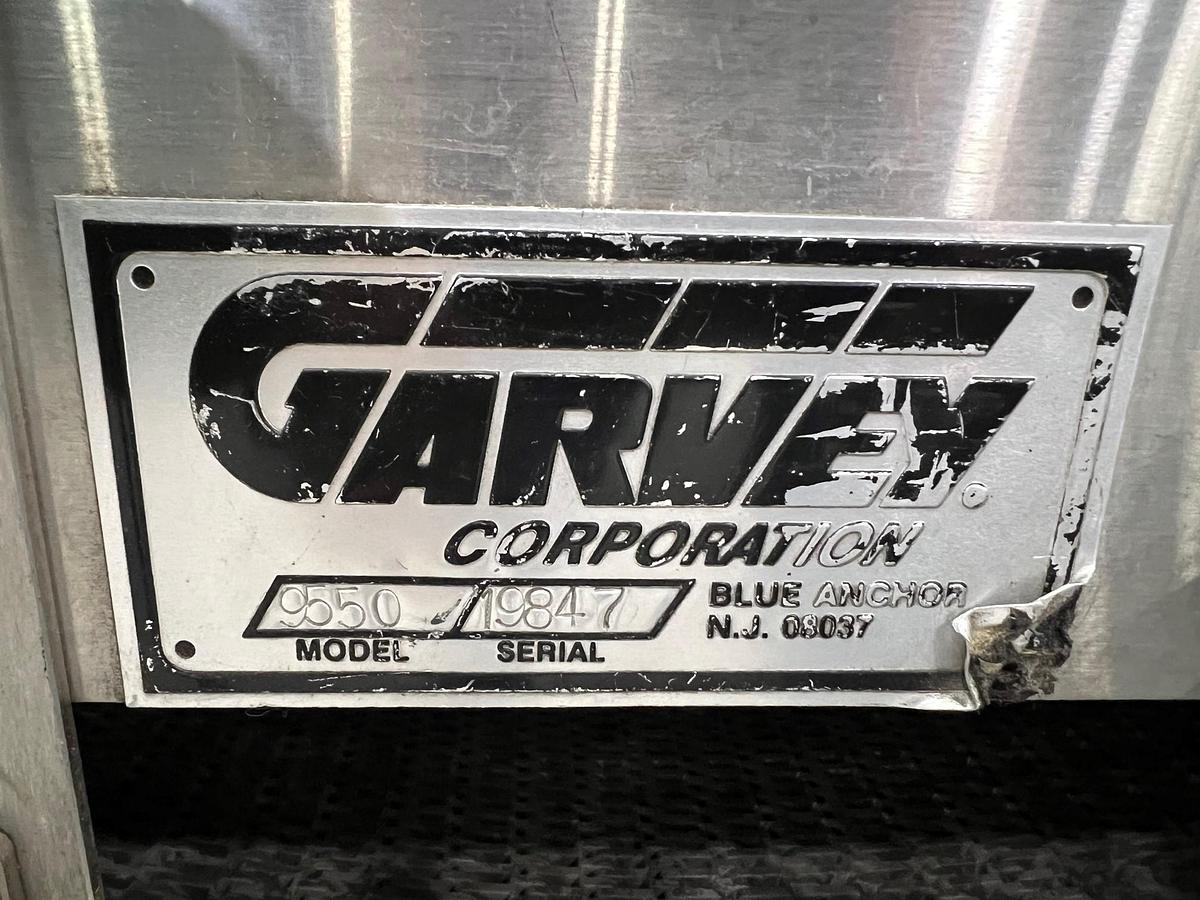 GARVEY
CORPORATION
9550 19847
MODEL SERIAL
BLUE ANCHOR
N.J. 08037